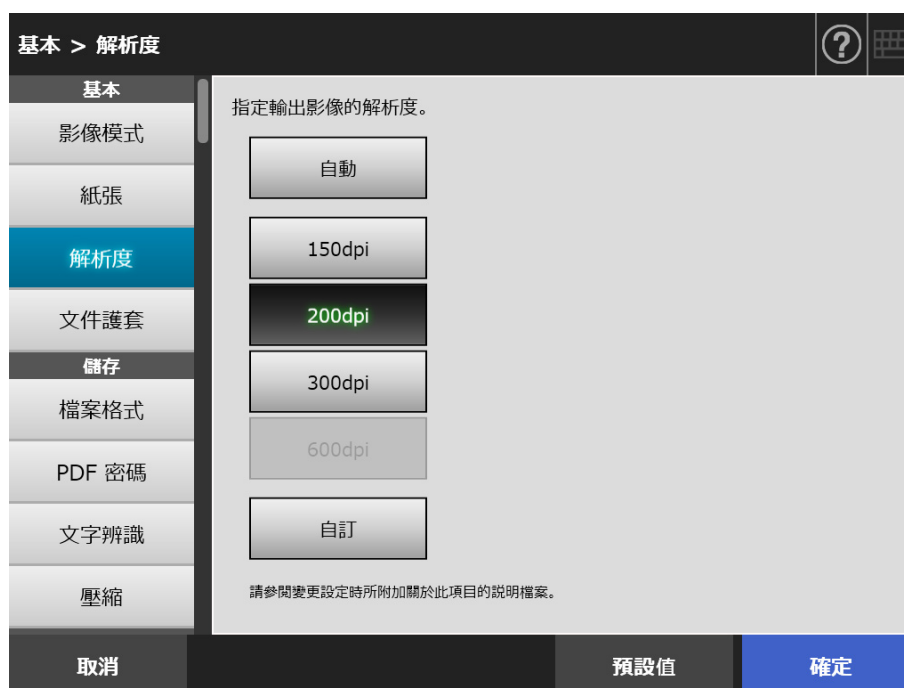 基本 > 解析度
?
基本
影像模式
紙張
解析度
文件護套
儲存
檔案格式
PDF 密碼
文字辨識
壓縮
指定輸出影像的解析度。
自動
150dpi
200dpi
300dpi
600dpi
自訂
請參閱變更設定時所附加關於此項目的説明檔案。
取消
預設值
確定